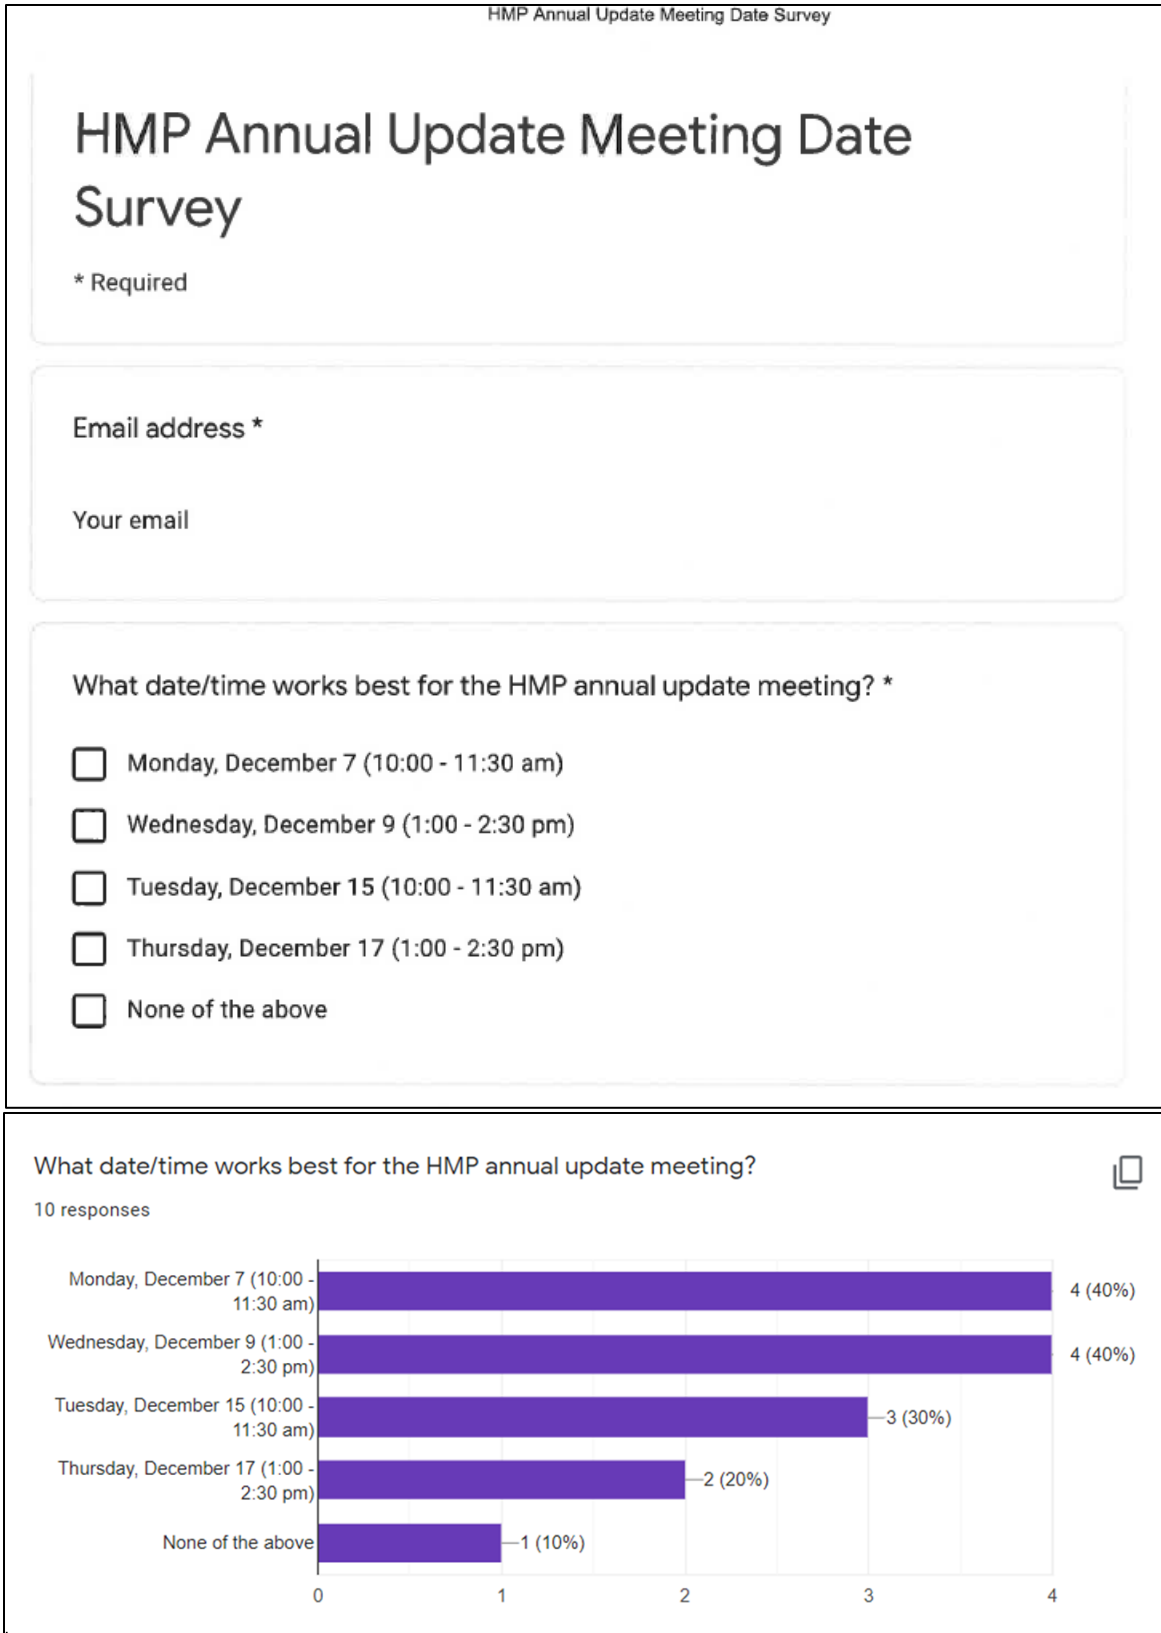 HMP Annual Update Meeting Date Survey
HMP Annual Update Meeting Date
Survey
* Required
Email address *
Your email
What date/time works best for the HMP annual update meeting? *
Monday, December 7 (10:00 - 11:30 am)
Wednesday, December 9 (1:00 - 2:30 pm)
Tuesday, December 15 (10:00 - 11:30 am)
Thursday, December 17 (1:00 - 2:30 pm)
None of the above
What date/time works best for the HMP annual update meeting?
10 responses
Monday, December 7 (10:00 -
11:30 am)
4 (40%)
Wednesday, December 9 (1:00 -
2:30 pm)
4 (40%)
Tuesday, December 15 (10:00 -
11:30 am)
3 (30%)
Thursday, December 17 (1:00 -
2:30 pm)
2 (20%)
None of the above
1 (10%)
0 1 2 3 4